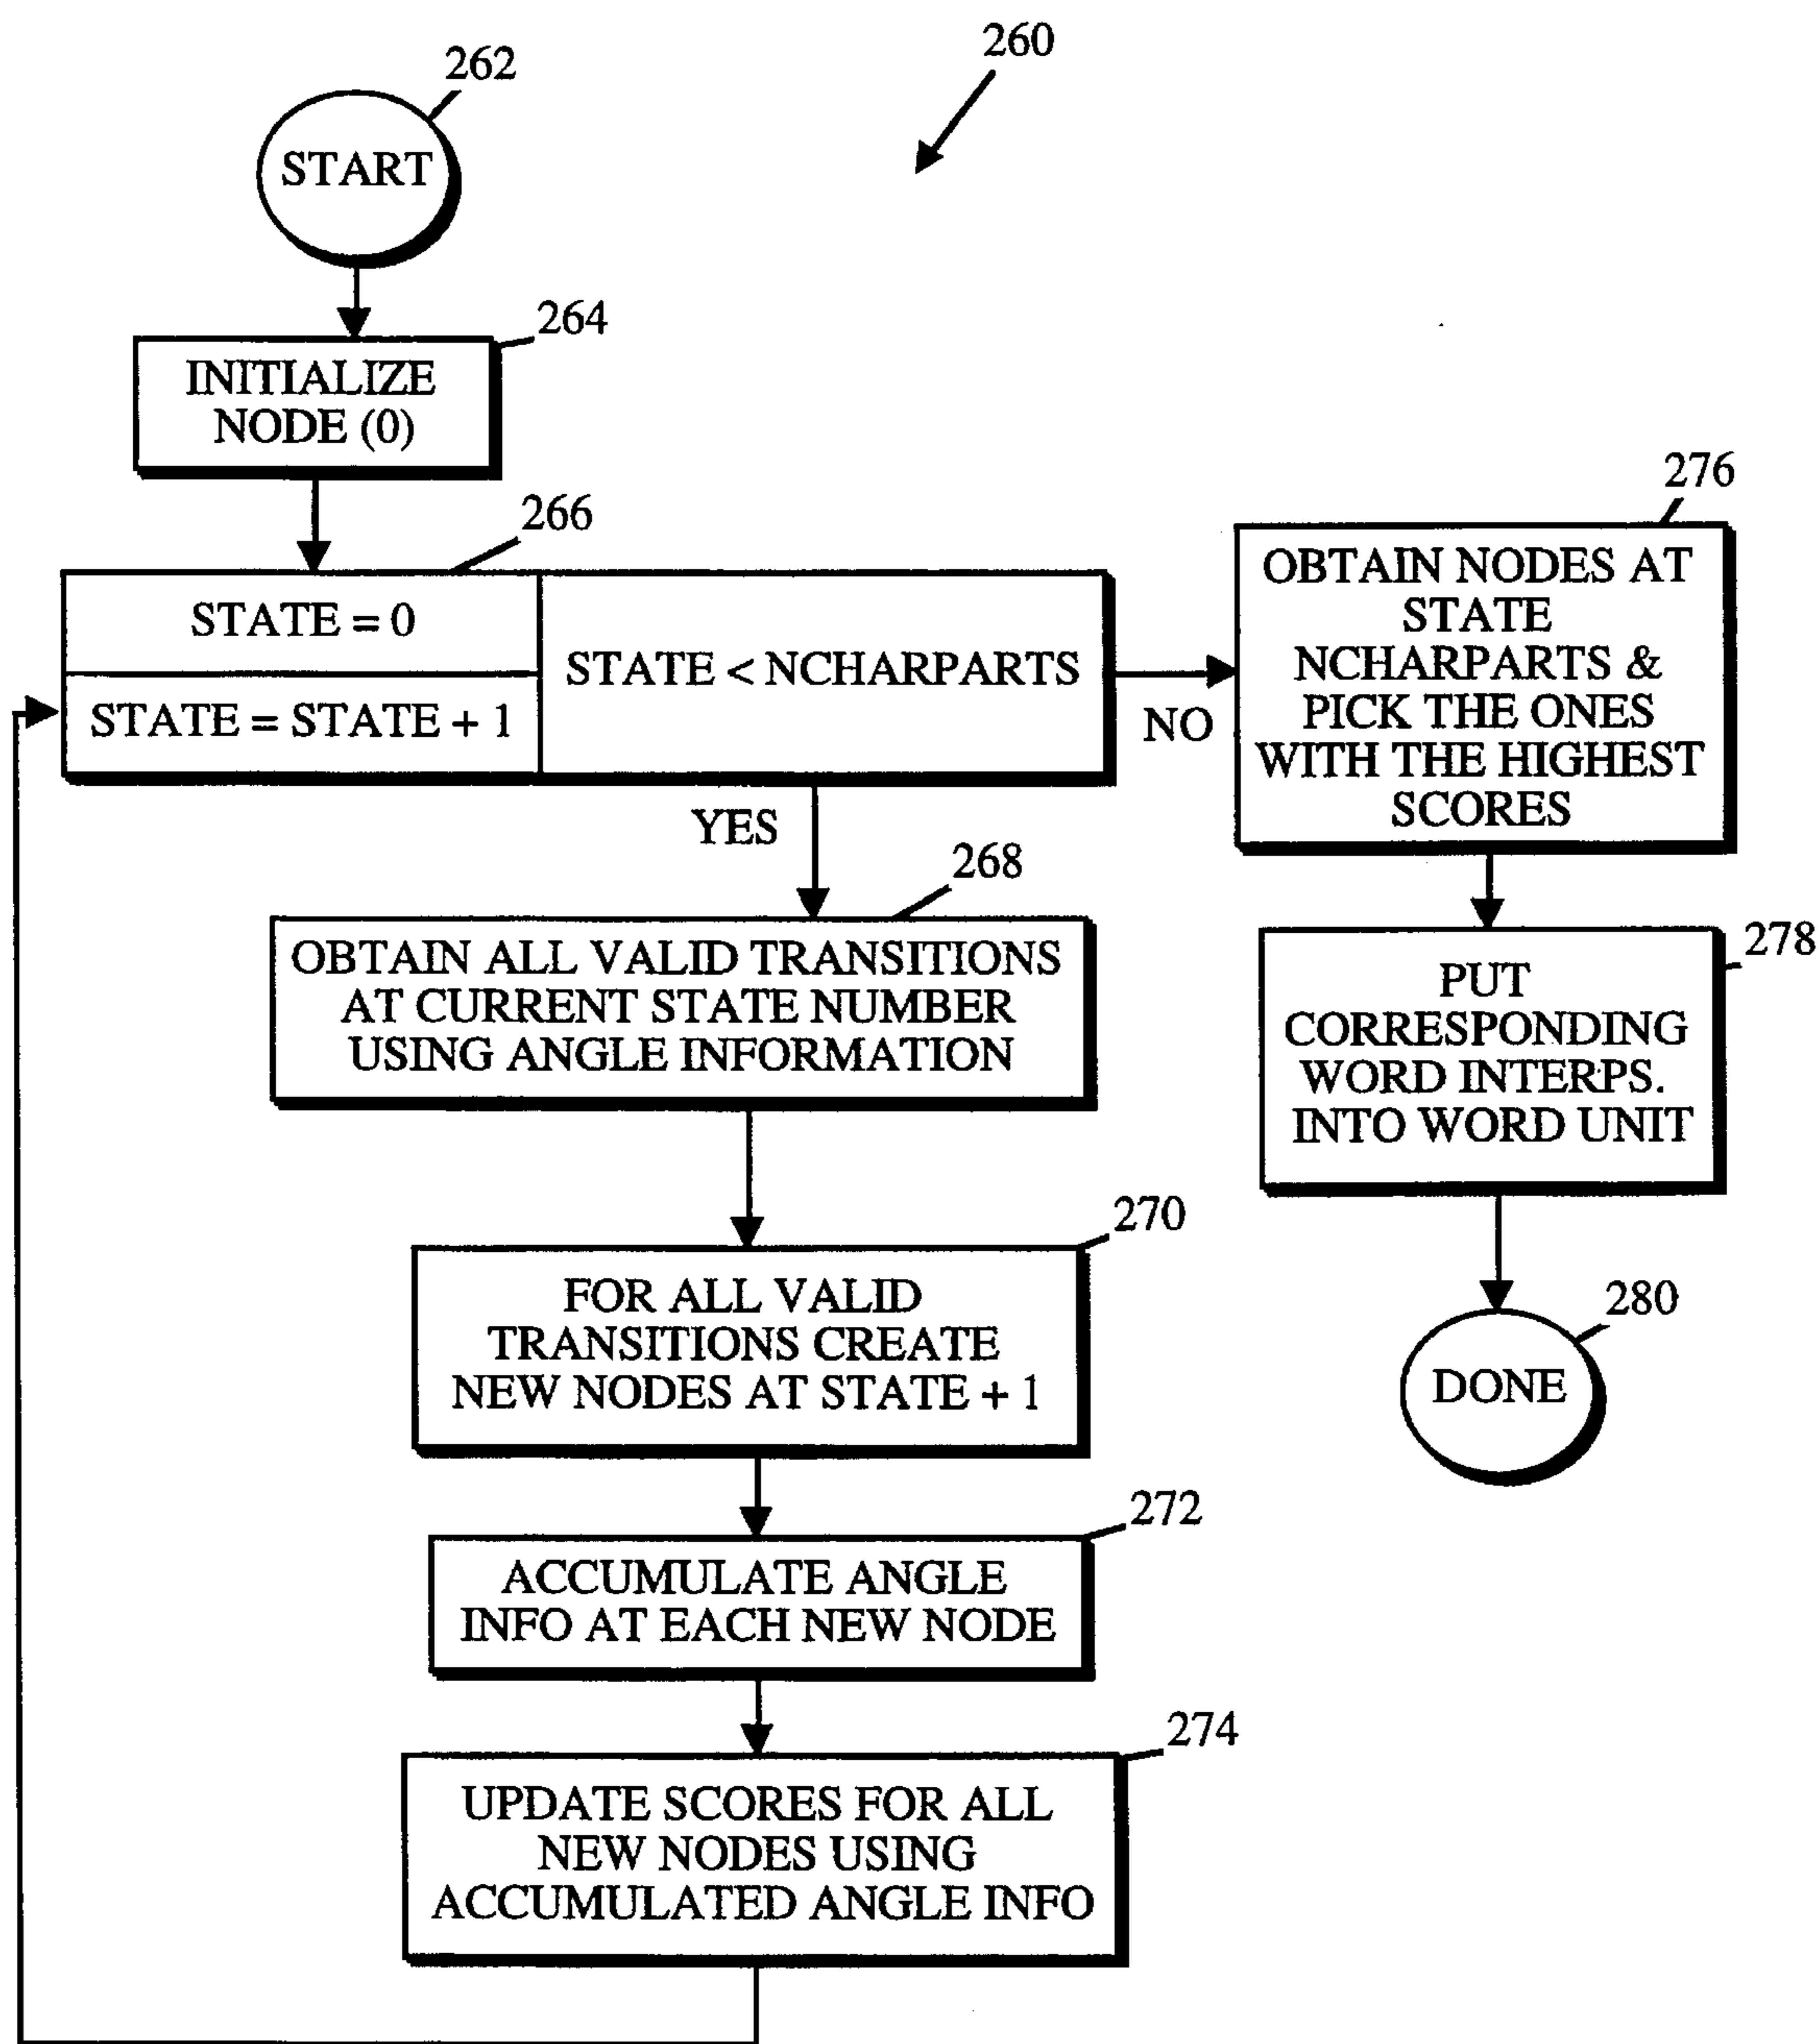 260
262
START
264
INITIALIZE
NODE (0)
266
STATE = 0
STATE = STATE + 1
STATE < NCHARPARTS
NO
YES
268
OBTAIN ALL VALID TRANSITIONS
AT CURRENT STATE NUMBER
USING ANGLE INFORMATION
270
FOR ALL VALID
TRANSITIONS CREATE
NEW NODES AT STATE + 1
272
ACCUMULATE ANGLE
INFO AT EACH NEW NODE
274
UPDATE SCORES FOR ALL
NEW NODES USING
ACCUMULATED ANGLE INFO
276
OBTAIN NODES AT
STATE
NCHARPARTS &
PICK THE ONES
WITH THE HIGHEST
SCORES
278
PUT
CORRESPONDING
WORD INTERPS.
INTO WORD UNIT
280
DONE